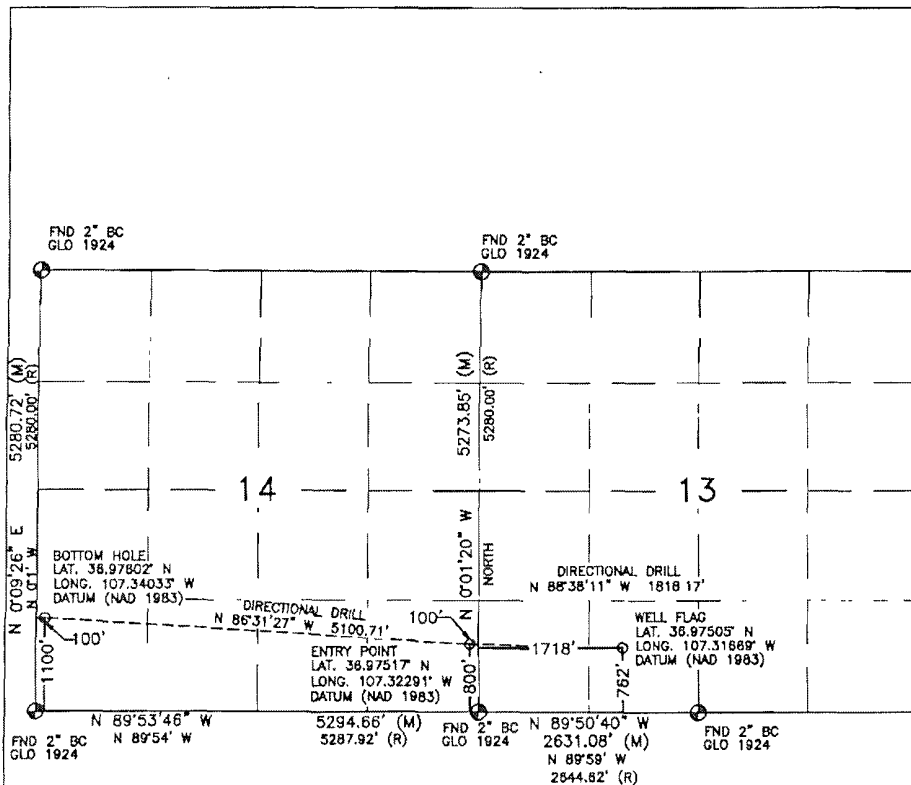 FND 2" BC
GLO 1924
FND 2" BC
GLO 1924
5280.72' (M)
5280.00' (R)
5273.85' (M)
5280.00' (R)
14
13
N 0°09'26" E
N 0°1' W
N 0°01'20" W
NORTH
BOTTOM HOLE
LAT. 36.97602° N
LONG. 107.34033° W
DATUM (NAD 1983)
DIRECTIONAL DRILL
N 88°38'11" W 1818.17'
DIRECTIONAL DRILL
N 86°31'27" W 5100.71'
100'
100'
WELL FLAG
LAT. 36.97505° N
LONG. 107.31669° W
DATUM (NAD 1983)
1718'
ENTRY POINT
LAT. 36.97517° N
LONG. 107.32291° W
DATUM (NAD 1983)
1100'
800'
762'
N 89°53'46" W
N 89°54' W
5294.66' (M)
5287.92' (R)
N 89°50'40" W
2631.08' (M)
N 89°59' W
2644.62' (R)
FND 2" BC
GLO 1924
FND 2" BC
GLO 1924
FND 2" BC
GLO 1924